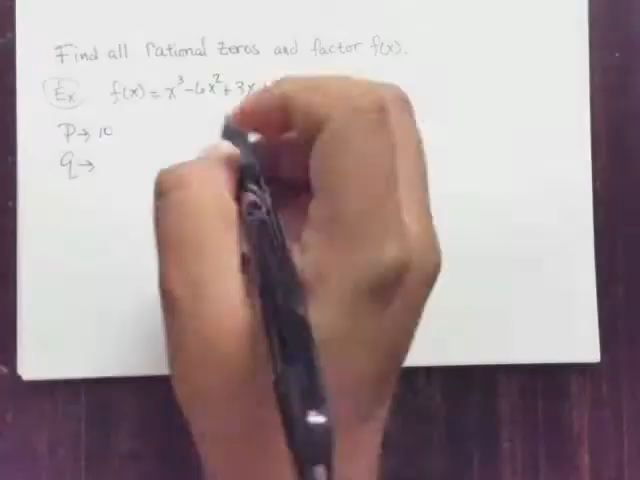 Find all rational zeros and factor f(x).
Ex f(x) = x³ - 6x² + 3x +
P → 10
q →